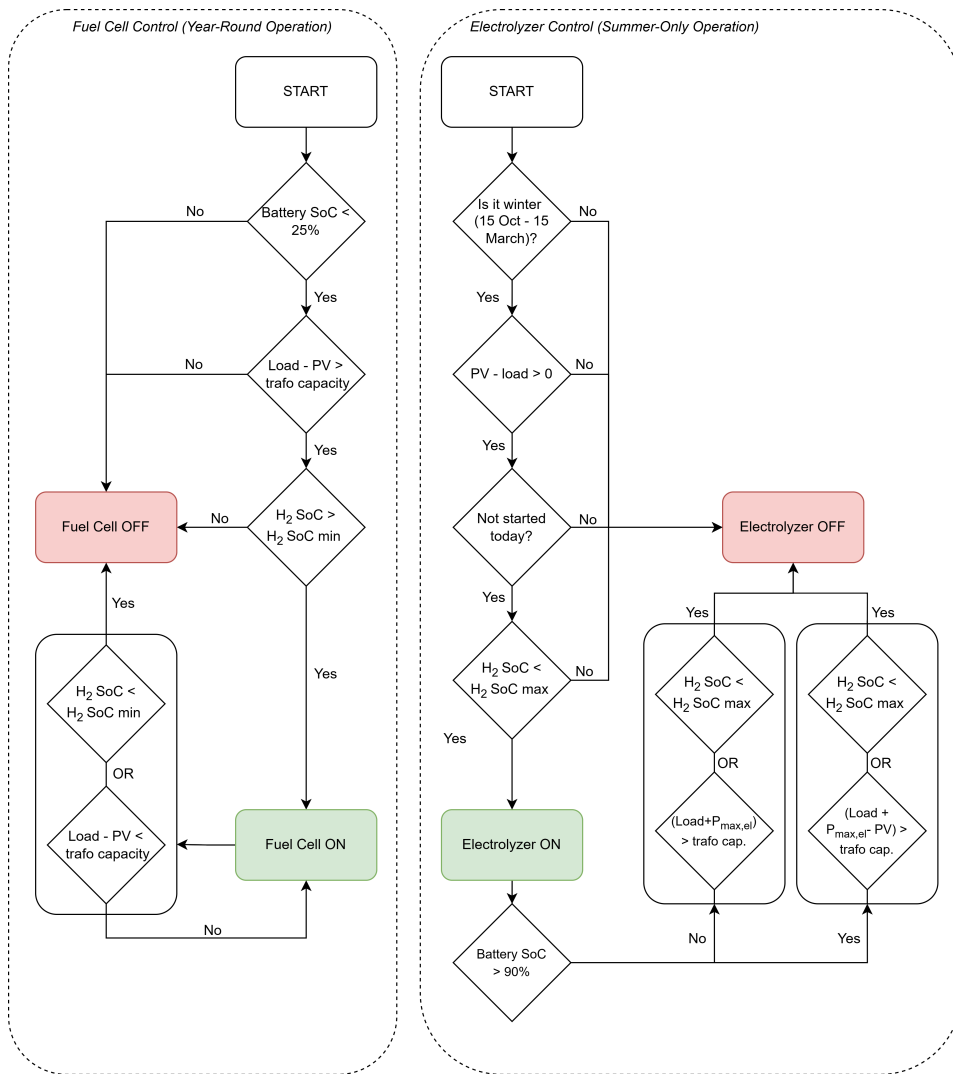 Fuel Cell Control (Year-Round Operation)
START
Battery SoC <
25%
No
Yes
Load - PV >
trafo capacity
No
Yes
H2 SoC >
H2 SoC min
No
Fuel Cell OFF
Yes
Yes
H2 SoC <
H2 SoC min
OR
Load - PV <
trafo capacity
Fuel Cell ON
No
Electrolyzer Control (Summer-Only Operation)
START
Is it winter
(15 Oct - 15
March)?
No
Yes
PV - load > 0
No
Yes
Not started
today?
No
Electrolyzer OFF
Yes
H2 SoC <
H2 SoC max
No
Yes
Electrolyzer ON
Battery SoC
> 90%
No
Yes
Yes
H2 SoC <
H2 SoC max
OR
(Load+Pmax,el)
> trafo cap.
Yes
H2 SoC <
H2 SoC max
OR
(Load +
Pmax,el- PV) >
trafo cap.